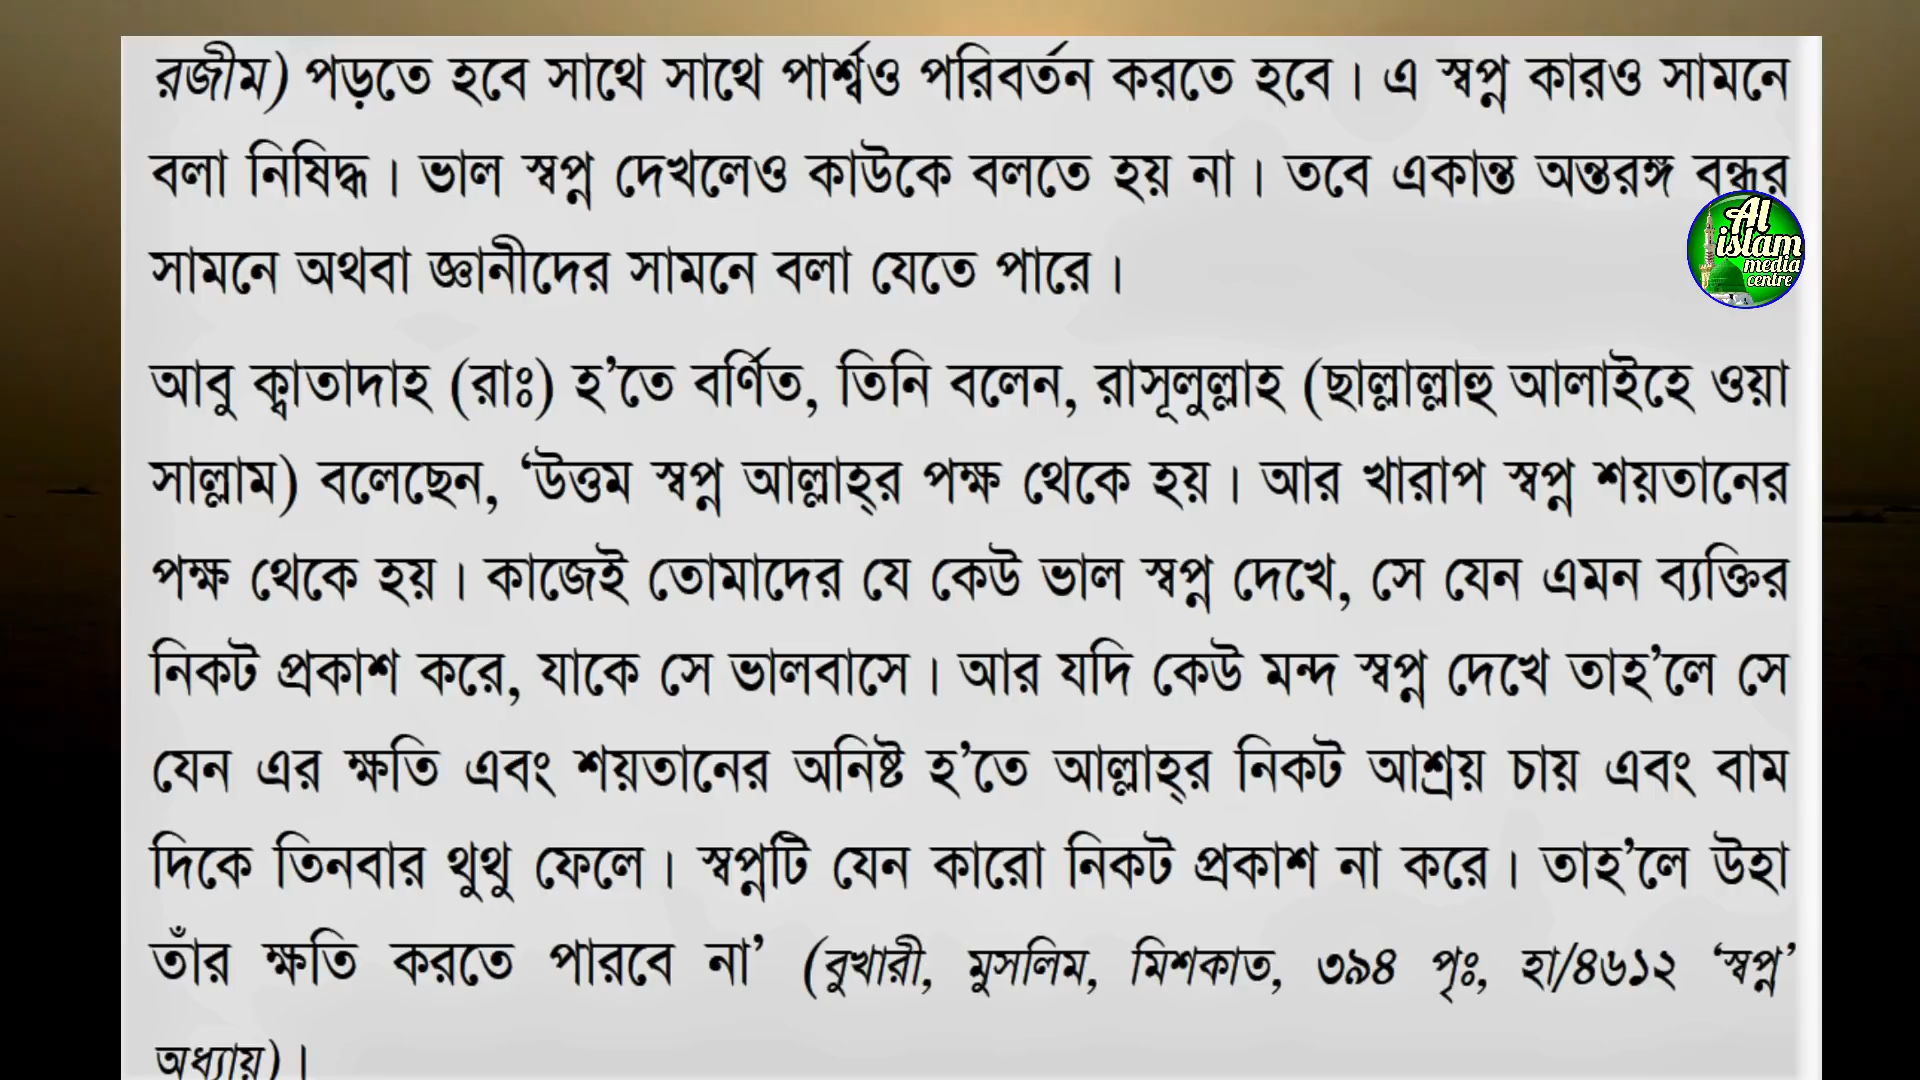 রজীম) পড়তে হবে সাথে সাথে পার্শ্বও পরিবর্তন করতে হবে। এ স্বপ্ন কারও সামনে
বলা নিষিদ্ধ। ভাল স্বপ্ন দেখলেও কাউকে বলতে হয় না। তবে একান্ত অন্তরঙ্গ বন্ধুর
সামনে অথবা জ্ঞানীদের সামনে বলা যেতে পারে।
Al
islam
media
centre
আবু ক্বাতাদাহ (রাঃ) হ’তে বর্ণিত, তিনি বলেন, রাসূলুল্লাহ (ছাল্লাল্লাহু আলাইহে ওয়া
সাল্লাম) বলেছেন, ‘উত্তম স্বপ্ন আল্লাহ্‌র পক্ষ থেকে হয়। আর খারাপ স্বপ্ন শয়তানের
পক্ষ থেকে হয়। কাজেই তোমাদের যে কেউ ভাল স্বপ্ন দেখে, সে যেন এমন ব্যক্তির
নিকট প্রকাশ করে, যাকে সে ভালবাসে। আর যদি কেউ মন্দ স্বপ্ন দেখে তাহ’লে সে
যেন এর ক্ষতি এবং শয়তানের অনিষ্ট হ’তে আল্লাহ্‌র নিকট আশ্রয় চায় এবং বাম
দিকে তিনবার থুথু ফেলে। স্বপ্নটি যেন কারো নিকট প্রকাশ না করে। তাহ’লে উহা
তাঁর ক্ষতি করতে পারবে না’ (বুখারী, মুসলিম, মিশকাত, ৩৯৪ পৃঃ, হা/৪৬১২ ‘স্বপ্ন’
অধ্যায়)।